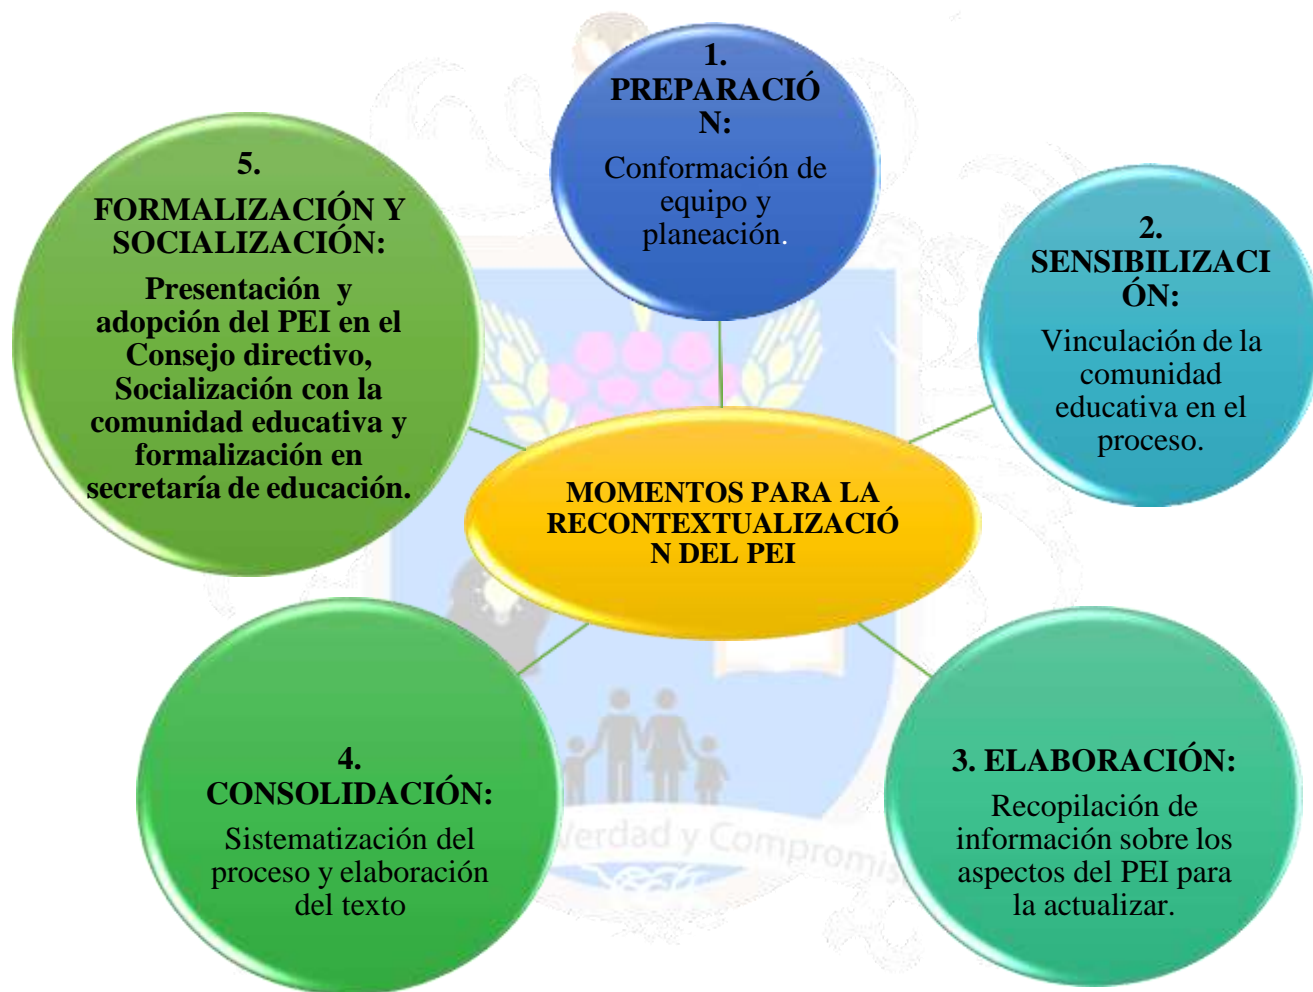 1.
PREPARACIÓ
N:
Conformación de
equipo y
planeación.
2.
SENSIBILIZACI
ÓN:
Vinculación de la
comunidad
educativa en el
proceso.
3. ELABORACIÓN:
Recopilación de
información sobre los
aspectos del PEI para
la actualizar.
4.
CONSOLIDACIÓN:
Sistematización del
proceso y elaboración
del texto
5.
FORMALIZACIÓN Y
SOCIALIZACIÓN:
Presentación y
adopción del PEI en el
Consejo directivo,
Socialización con la
comunidad educativa y
formalización en
secretaría de educación.
MOMENTOS PARA LA
RECONTEXTUALIZACIÓ
N DEL PEI
Verdad y